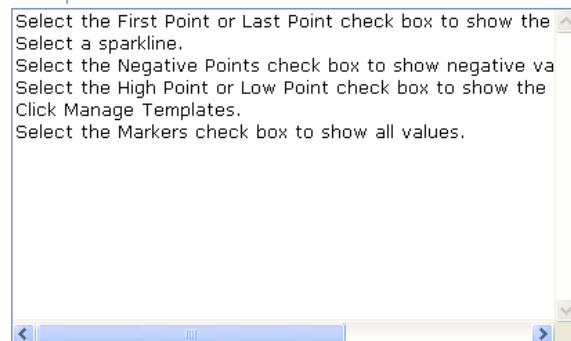 Select the First Point or Last Point check box to show the
Select a sparkline.
Select the Negative Points check box to show negative va
Select the High Point or Low Point check box to show the
Click Manage Templates.
Select the Markers check box to show all values.